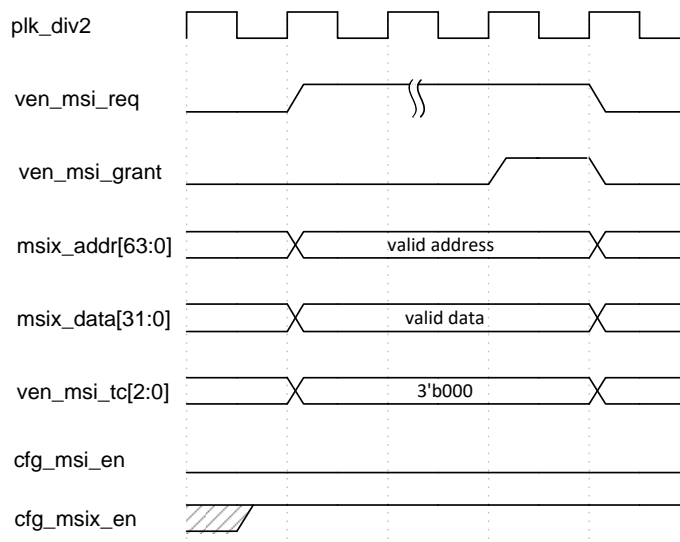 plk_div2
ven_msi_req
ven_msi_grant
msix_addr[63:0] valid address
msix_data[31:0] valid data
ven_msi_tc[2:0] 3'b000
cfg_msi_en
cfg_msix_en